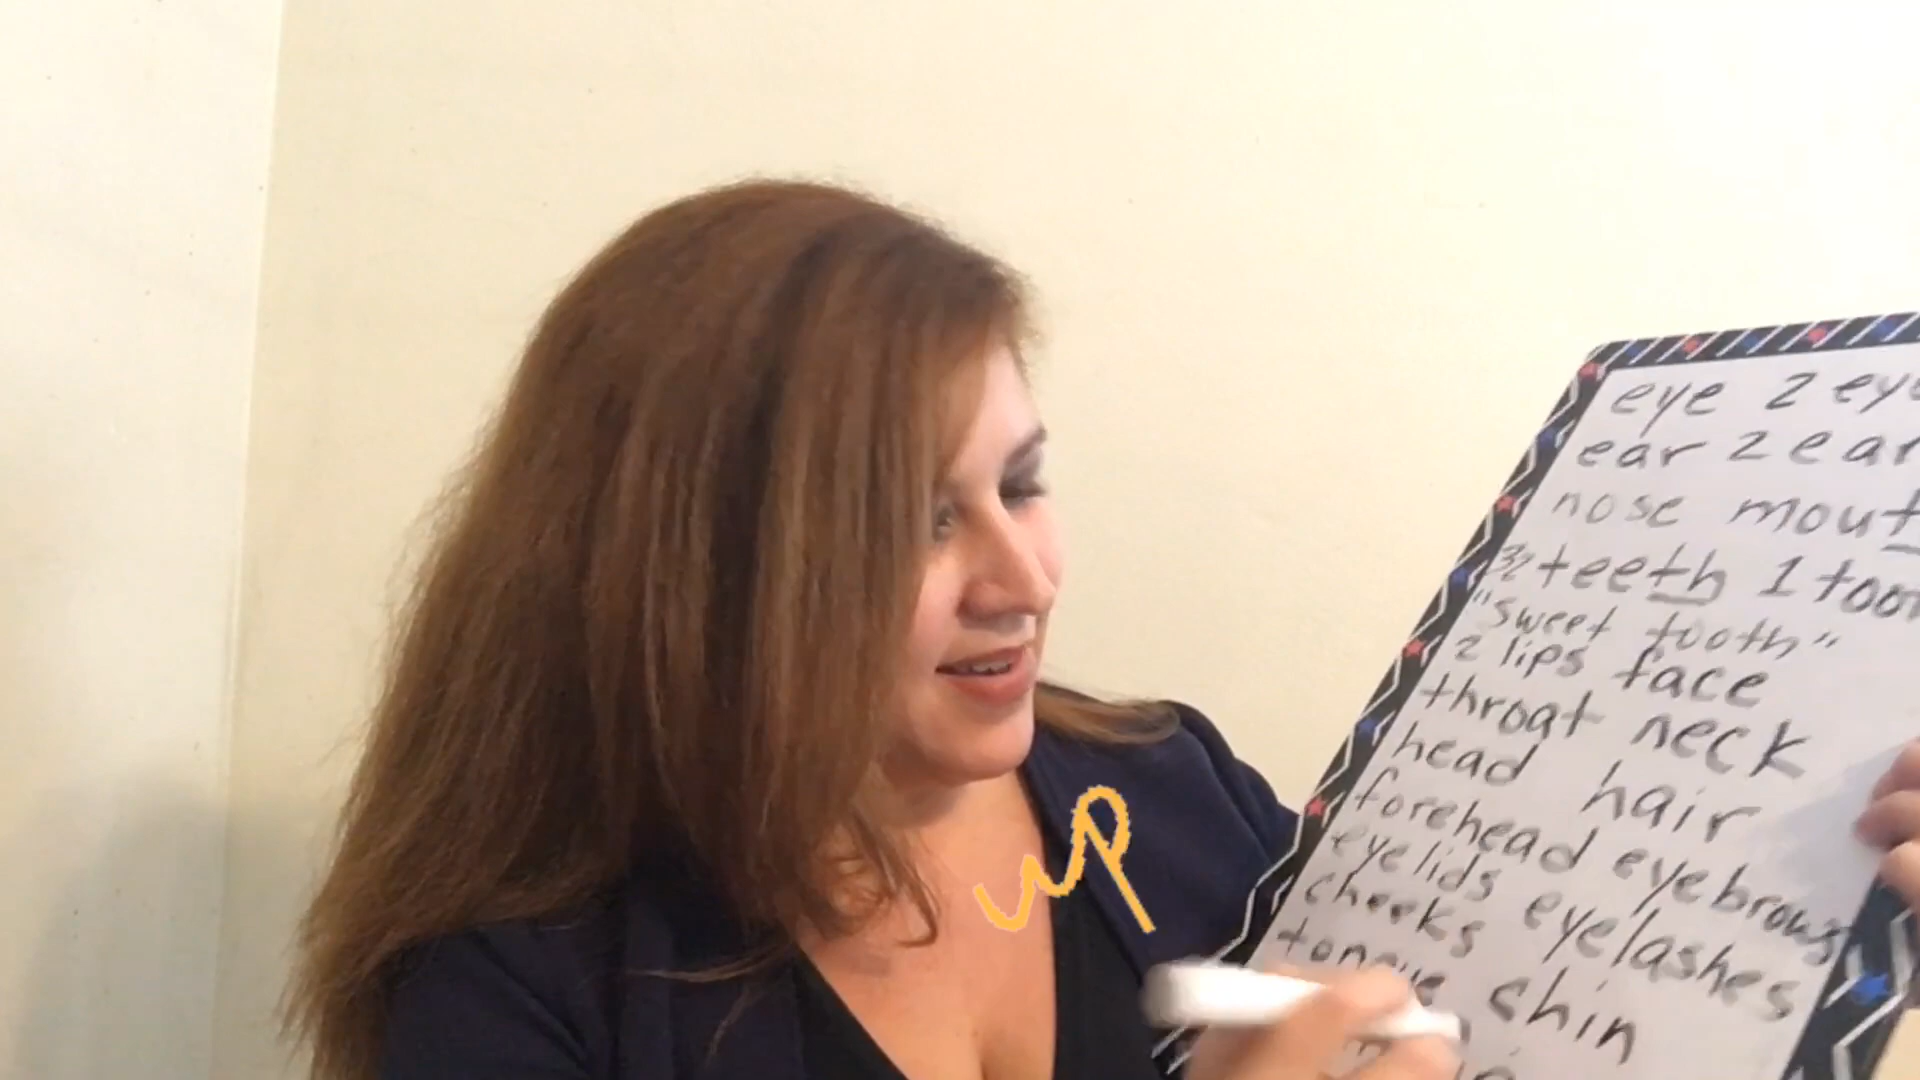 up
eye 2 eye
ear 2 ear
nose mout
32 teeth 1 toot
"sweet tooth"
2 lips face
throat neck
head hair
forehead eyebrows
eyelids eyelashes
cheeks
tongue chin